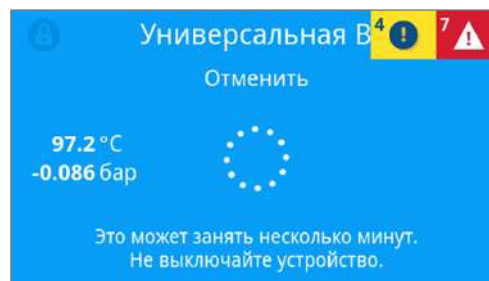 Универсальная В
4
7
Отменить
97.2 °C
-0.086 бар
Это может занять несколько минут.
Не выключайте устройство.